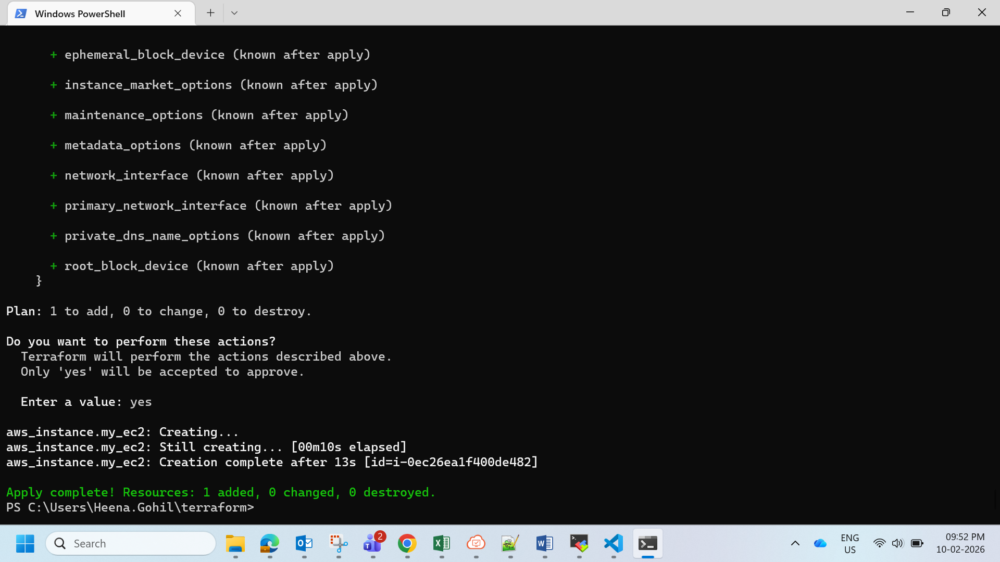 Windows PowerShell
+ ephemeral_block_device (known after apply)
+ instance_market_options (known after apply)
+ maintenance_options (known after apply)
+ metadata_options (known after apply)
+ network_interface (known after apply)
+ primary_network_interface (known after apply)
+ private_dns_name_options (known after apply)
+ root_block_device (known after apply)
}
Plan: 1 to add, 0 to change, 0 to destroy.
Do you want to perform these actions?
Terraform will perform the actions described above.
Only 'yes' will be accepted to approve.
Enter a value: yes
aws_instance.my_ec2: Creating...
aws_instance.my_ec2: Still creating... [00m10s elapsed]
aws_instance.my_ec2: Creation complete after 13s [id=i-0ec26ea1f400de482]
Apply complete! Resources: 1 added, 0 changed, 0 destroyed.
PS C:\Users\Heena.Gohil\terraform>
Search
2
ENG
US
09:52 PM
10-02-2026